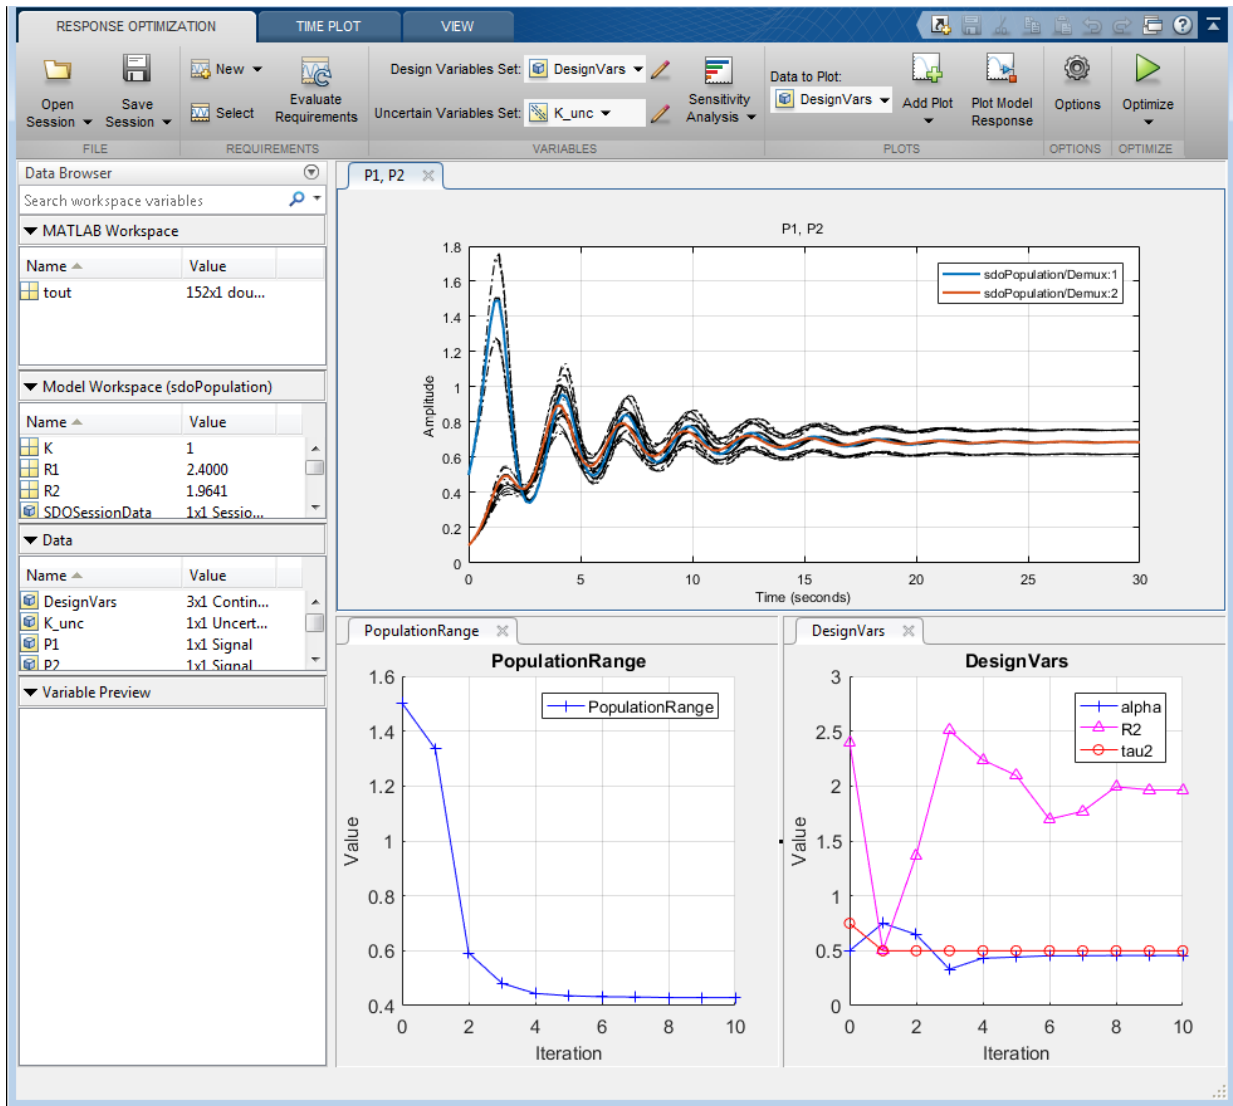 RESPONSE OPTIMIZATION TIME PLOT VIEW
Open Session Save Session New Select Evaluate Requirements
Design Variables Set: DesignVars
Uncertain Variables Set: K_unc
Sensitivity Analysis
Data to Plot:
DesignVars
Add Plot Plot Model Response Options Optimize
FILE REQUIREMENTS VARIABLES PLOTS OPTIONS OPTIMIZE
Data Browser
Search workspace variables
MATLAB Workspace
Name Value
tout 152x1 dou...
Model Workspace (sdoPopulation)
Name Value
K 1
R1 2.4000
R2 1.9641
SDOSessionData 1x1 Sessio...
Data
Name Value
DesignVars 3x1 Contin...
K_unc 1x1 Uncert...
P1 1x1 Signal
P2 1x1 Signal
Variable Preview
P1, P2
P1, P2
sdoPopulation/Demux:1
sdoPopulation/Demux:2
Amplitude
1.8
1.6
1.4
1.2
1
0.8
0.6
0.4
0.2
0
0 5 10 15 20 25 30
Time (seconds)
PopulationRange
PopulationRange
PopulationRange
Value
1.6
1.4
1.2
1
0.8
0.6
0.4
0 2 4 6 8 10
Iteration
DesignVars
DesignVars
alpha
R2
tau2
Value
3
2.5
2
1.5
1
0.5
0
0 2 4 6 8 10
Iteration